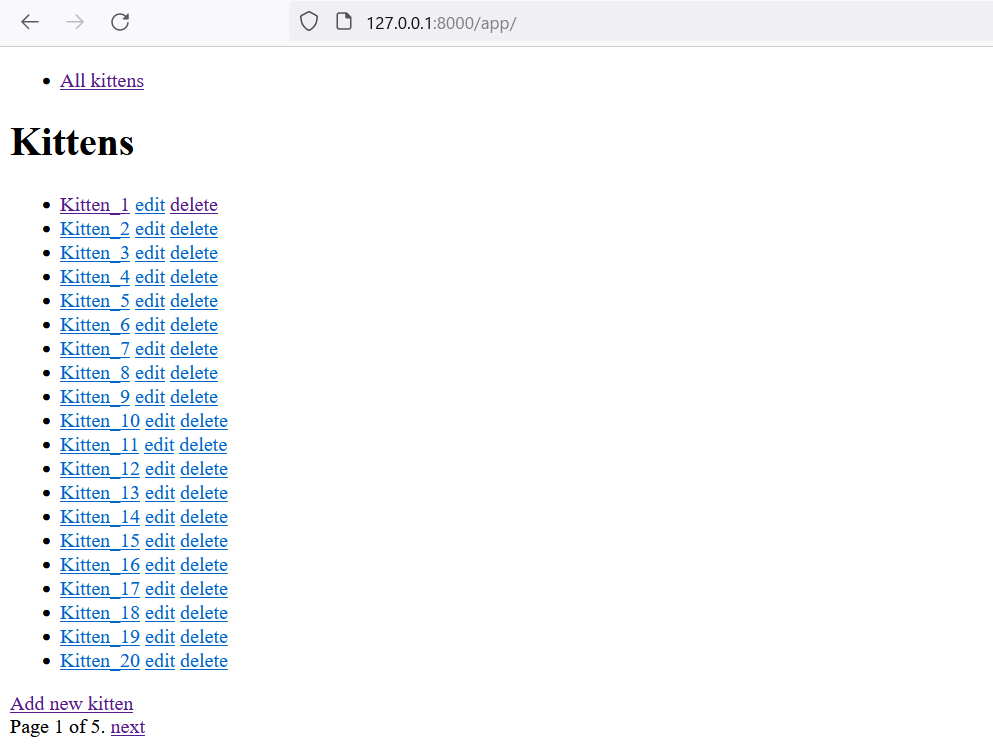 127.0.0.1:8000/app/
All kittens
Kittens
Kitten_1 edit delete
Kitten_2 edit delete
Kitten_3 edit delete
Kitten_4 edit delete
Kitten_5 edit delete
Kitten_6 edit delete
Kitten_7 edit delete
Kitten_8 edit delete
Kitten_9 edit delete
Kitten_10 edit delete
Kitten_11 edit delete
Kitten_12 edit delete
Kitten_13 edit delete
Kitten_14 edit delete
Kitten_15 edit delete
Kitten_16 edit delete
Kitten_17 edit delete
Kitten_18 edit delete
Kitten_19 edit delete
Kitten_20 edit delete
Add new kitten
Page 1 of 5. next